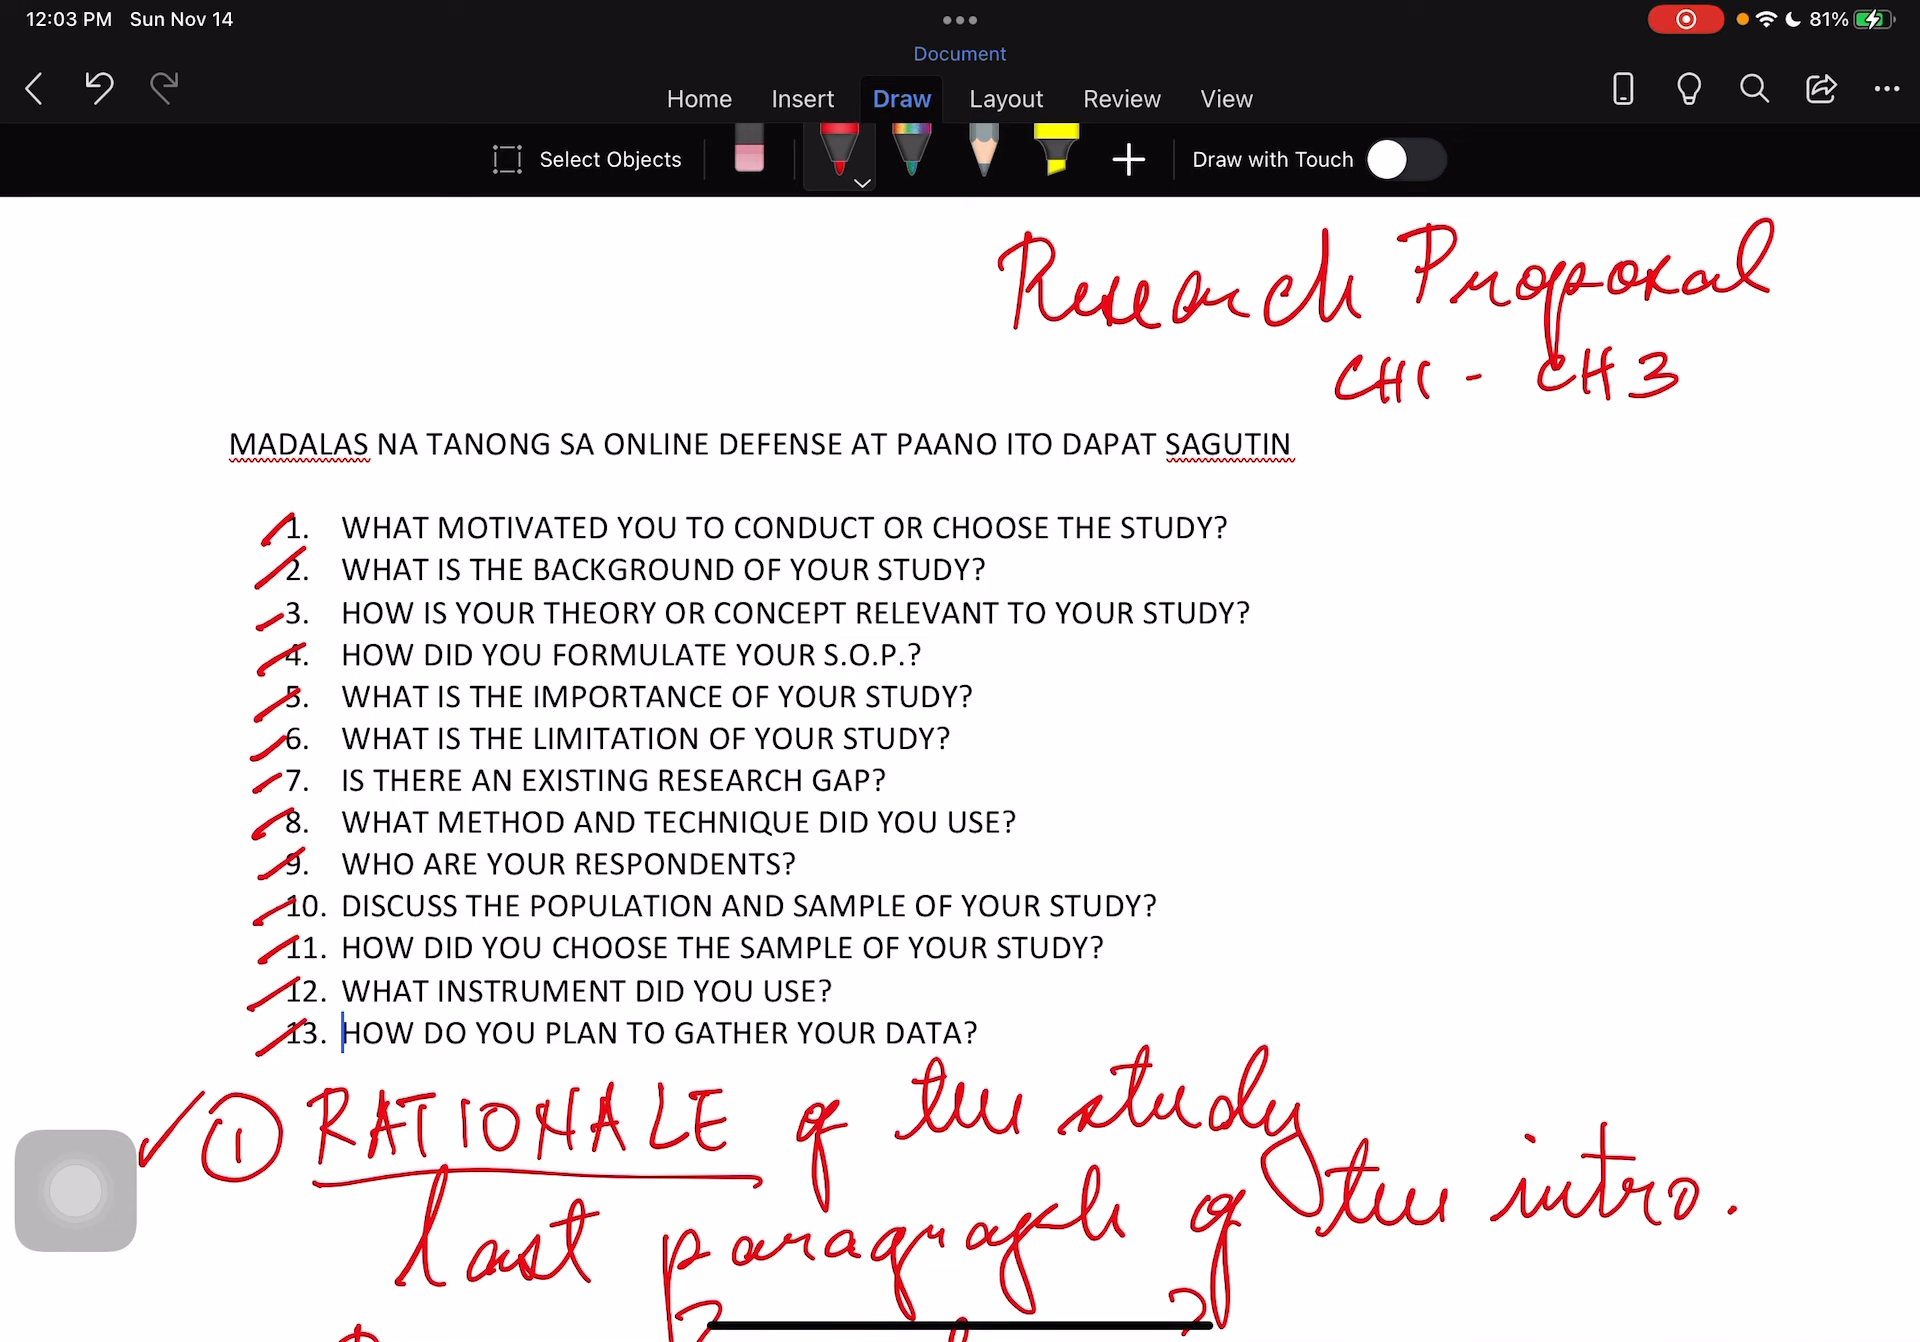 12:03 PM Sun Nov 14
81%
Document
Home Insert Draw Layout Review View
Select Objects
Draw with Touch
Research Proposal
CH1 - CH3
MADALAS NA TANONG SA ONLINE DEFENSE AT PAANO ITO DAPAT SAGUTIN
1. WHAT MOTIVATED YOU TO CONDUCT OR CHOOSE THE STUDY?
2. WHAT IS THE BACKGROUND OF YOUR STUDY?
3. HOW IS YOUR THEORY OR CONCEPT RELEVANT TO YOUR STUDY?
4. HOW DID YOU FORMULATE YOUR S.O.P.?
5. WHAT IS THE IMPORTANCE OF YOUR STUDY?
6. WHAT IS THE LIMITATION OF YOUR STUDY?
7. IS THERE AN EXISTING RESEARCH GAP?
8. WHAT METHOD AND TECHNIQUE DID YOU USE?
9. WHO ARE YOUR RESPONDENTS?
10. DISCUSS THE POPULATION AND SAMPLE OF YOUR STUDY?
11. HOW DID YOU CHOOSE THE SAMPLE OF YOUR STUDY?
12. WHAT INSTRUMENT DID YOU USE?
13. HOW DO YOU PLAN TO GATHER YOUR DATA?
① RATIONALE of the study
last paragraph of the intro.